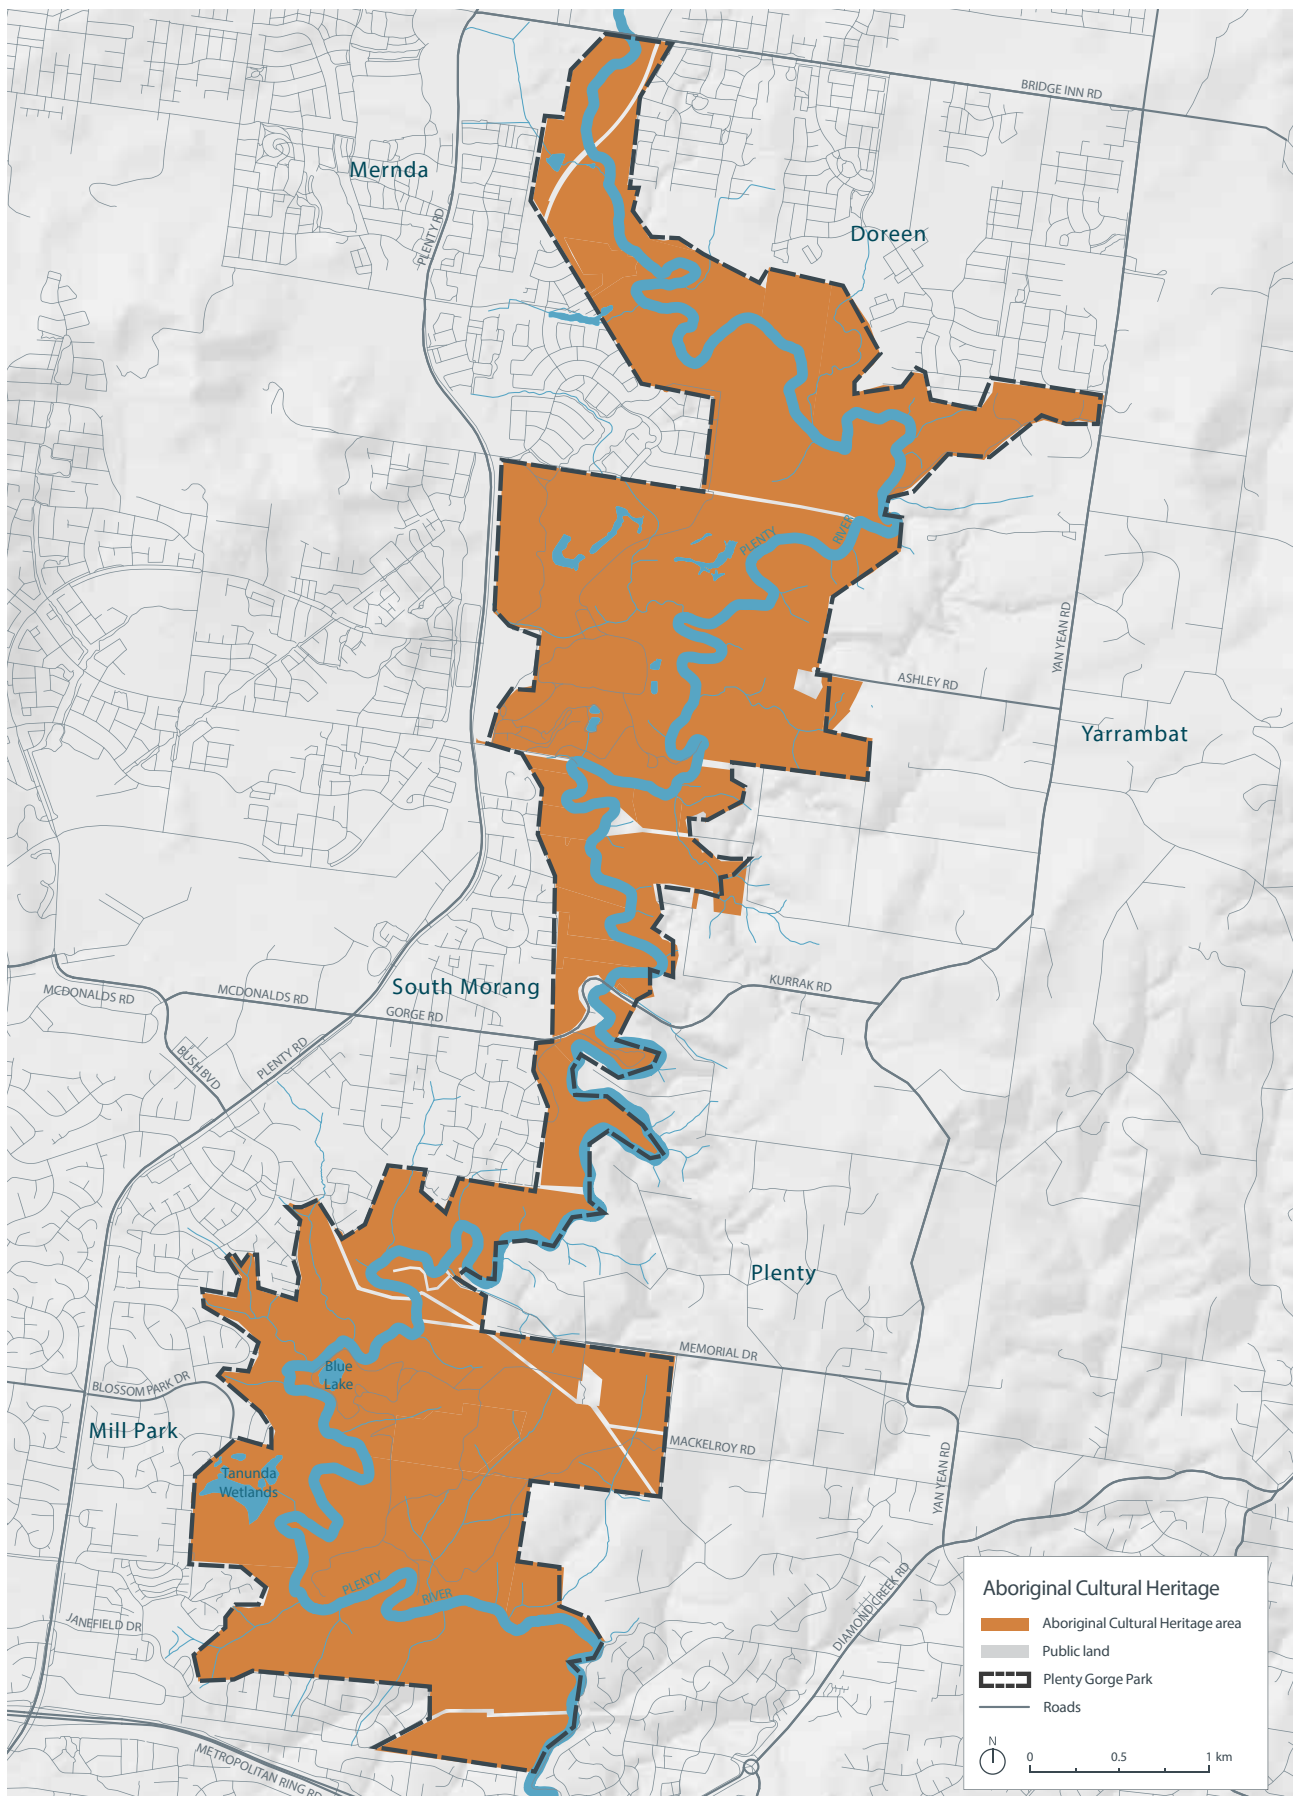 BRIDGE INN RD
Mernda
PLENTY RD
Doreen
PLENTY
RIVER
YAN YEAN RD
ASHLEY RD
Yarrambat
MCDONALDS RD
MCDONALDS RD
South Morang
GORGE RD
KURRAK RD
BUSH BVD
PLENTY RD
Plenty
MEMORIAL DR
Blue
Lake
BLOSSOM PARK DR
Mill Park
MACKELROY RD
Tanunda
Wetlands
YAN YEAN RD
PLENTY
RIVER
JANEFIELD DR
DIAMOND CREEK RD
METROPOLITAN RING RD
Aboriginal Cultural Heritage
Aboriginal Cultural Heritage area
Public land
Plenty Gorge Park
Roads
N
0
0.5
1 km